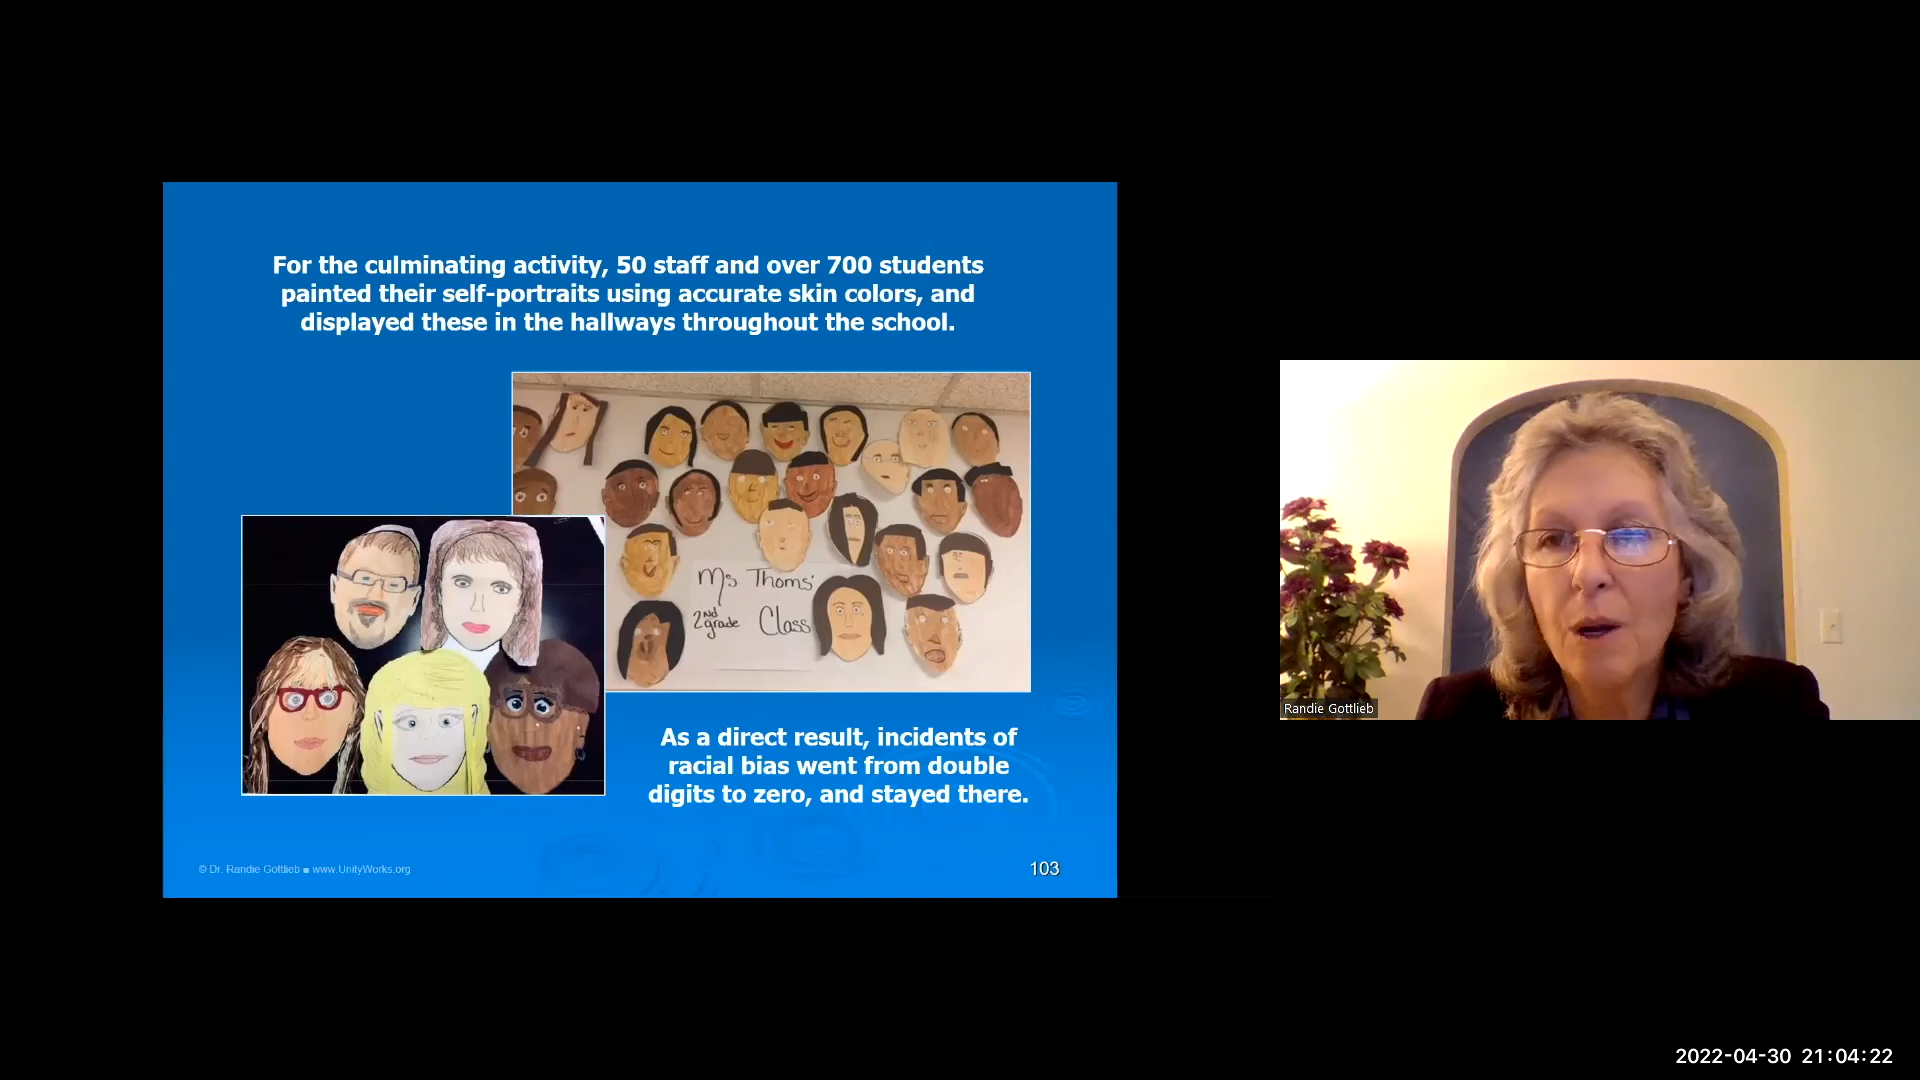 For the culminating activity, 50 staff and over 700 students
painted their self-portraits using accurate skin colors, and
displayed these in the hallways throughout the school.
Ms Thoms'
2nd grade
Class
As a direct result, incidents of
racial bias went from double
digits to zero, and stayed there.
© Dr. Randie Gottlieb ■ www.UnityWorks.org
103
Randie Gottlieb
2022-04-30 21:04:22